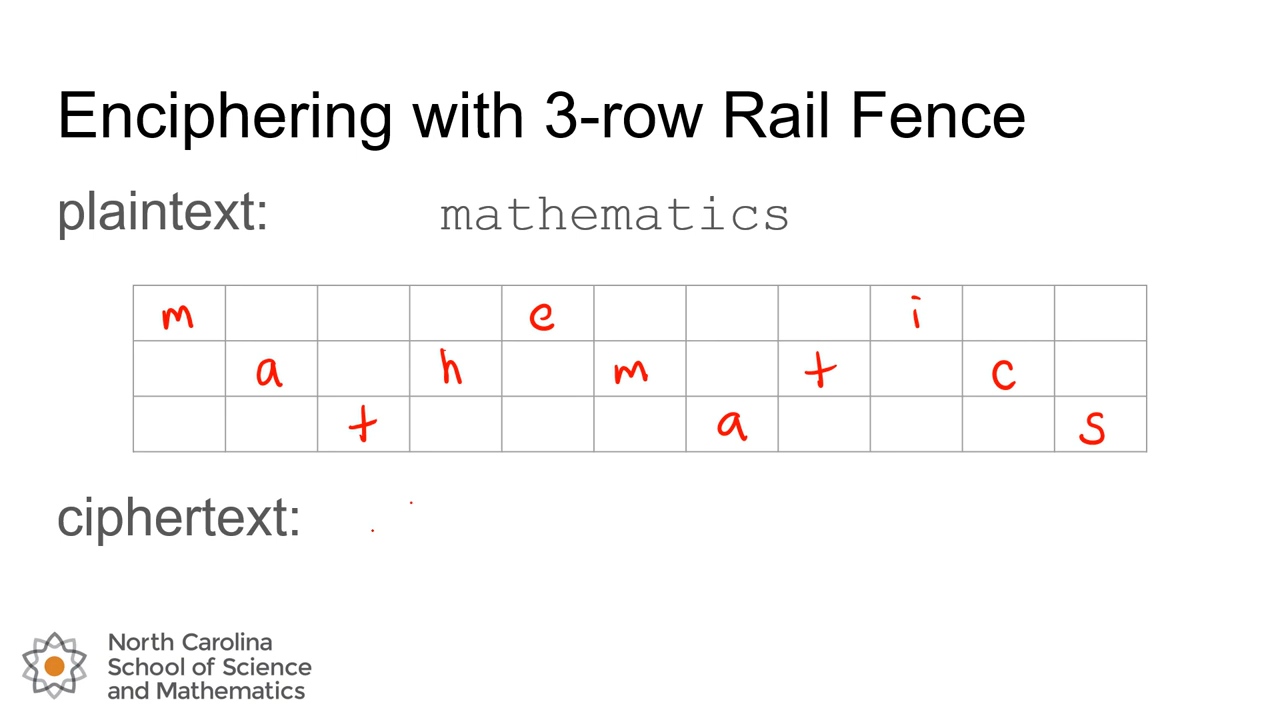 Enciphering with 3-row Rail Fence
plaintext: mathematics
m e i
a h m t c
t a s
ciphertext:
North Carolina
School of Science
and Mathematics